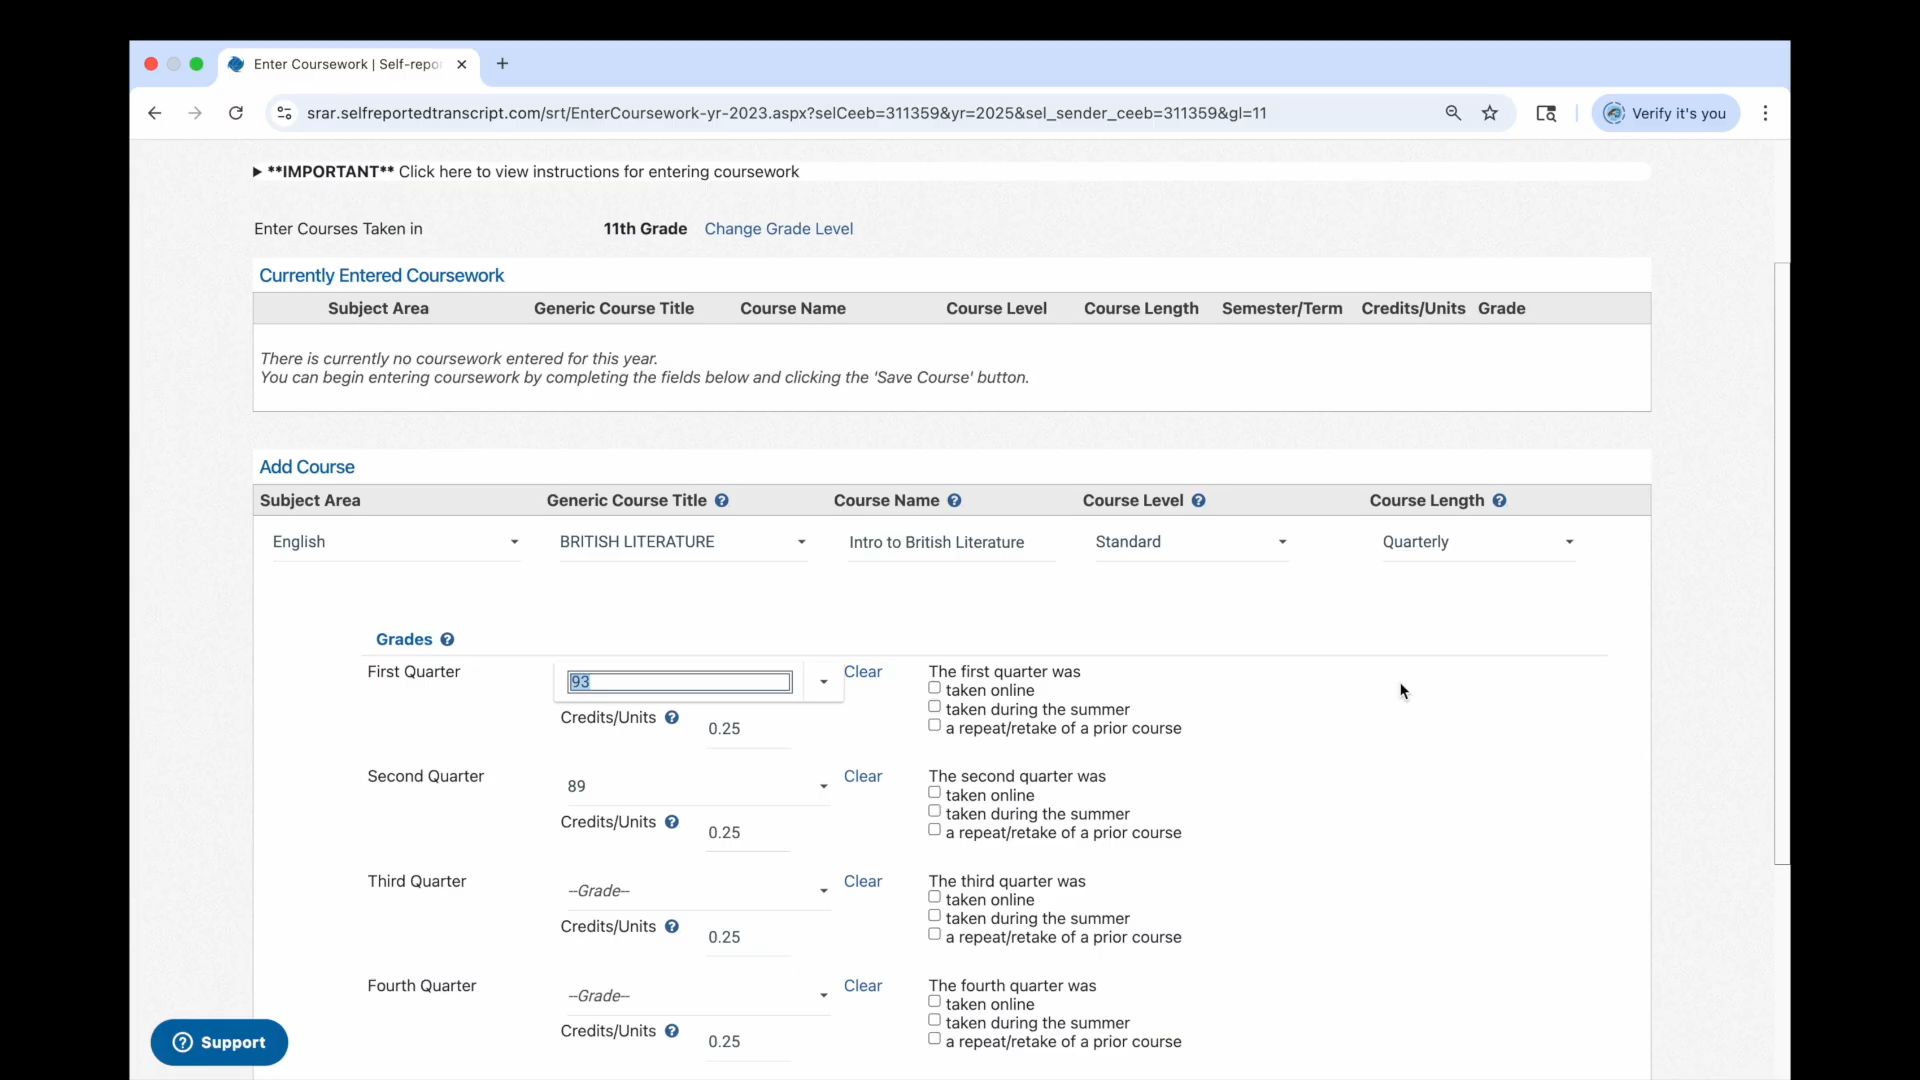 Enter Coursework | Self-repo
srar.selfreportedtranscript.com/srt/EnterCoursework-yr-2023.aspx?selCeeb=311359&yr=2025&sel_sender_ceeb=311359&gl=11
Verify it's you
**IMPORTANT** Click here to view instructions for entering coursework
Enter Courses Taken in 11th Grade Change Grade Level
Currently Entered Coursework
Subject Area Generic Course Title Course Name Course Level Course Length Semester/Term Credits/Units Grade
There is currently no coursework entered for this year.
You can begin entering coursework by completing the fields below and clicking the 'Save Course' button.
Add Course
Subject Area Generic Course Title ? Course Name ? Course Level ? Course Length ?
English BRITISH LITERATURE Intro to British Literature Standard Quarterly
Grades ?
First Quarter 93 Clear The first quarter was
taken online
taken during the summer
Credits/Units ? 0.25 a repeat/retake of a prior course
Second Quarter 89 Clear The second quarter was
taken online
taken during the summer
Credits/Units ? 0.25 a repeat/retake of a prior course
Third Quarter --Grade-- Clear The third quarter was
taken online
taken during the summer
Credits/Units ? 0.25 a repeat/retake of a prior course
Fourth Quarter --Grade-- Clear The fourth quarter was
taken online
taken during the summer
Credits/Units ? 0.25 a repeat/retake of a prior course
? Support